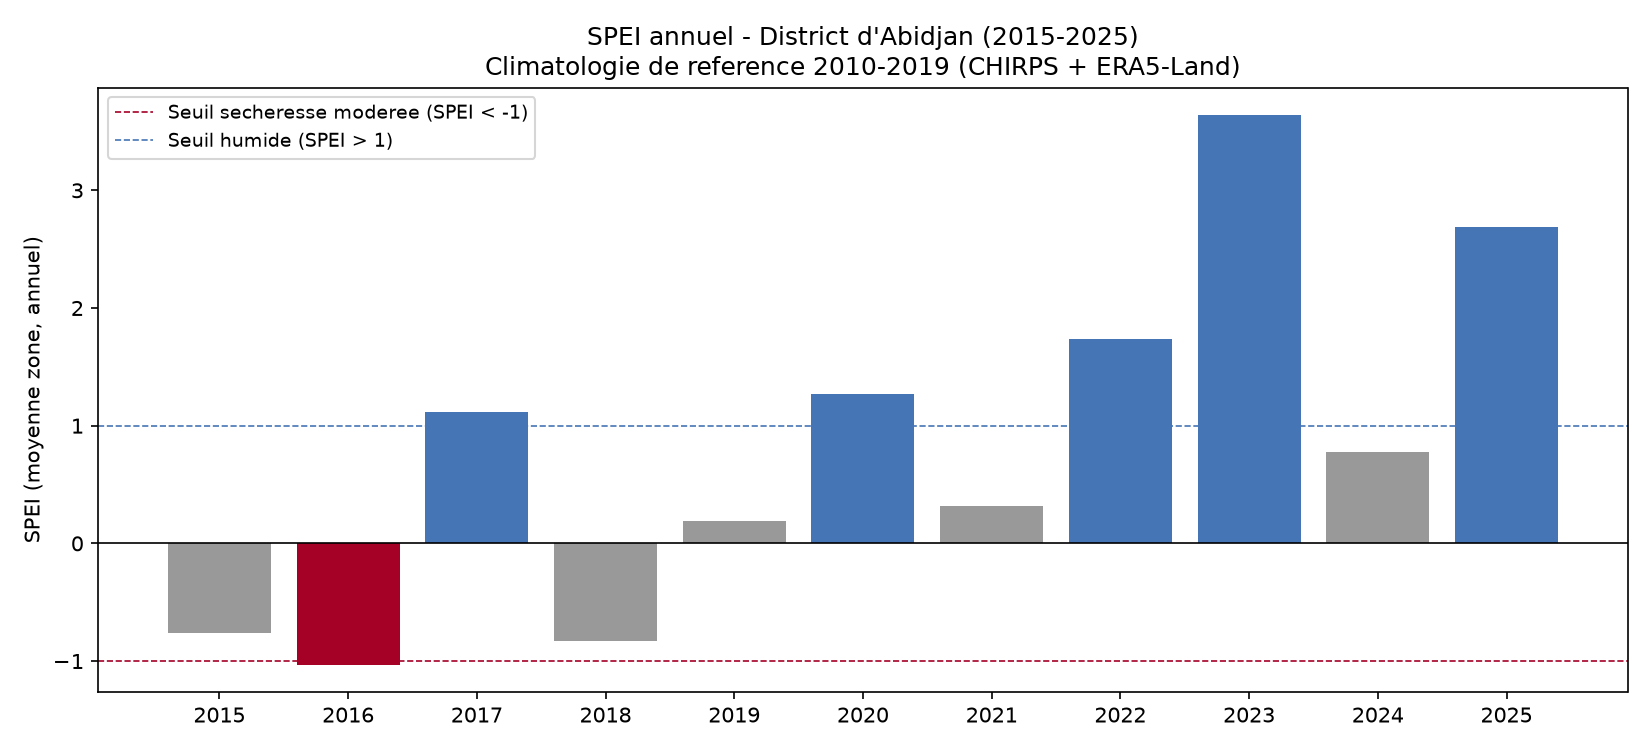 SPEI annuel - District d'Abidjan (2015-2025)
Climatologie de reference 2010-2019 (CHIRPS + ERA5-Land)
Seuil secheresse moderee (SPEI < -1)
Seuil humide (SPEI > 1)
SPEI (moyenne zone, annuel)
3
2
1
0
−1
2015 2016 2017 2018 2019 2020 2021 2022 2023 2024 2025